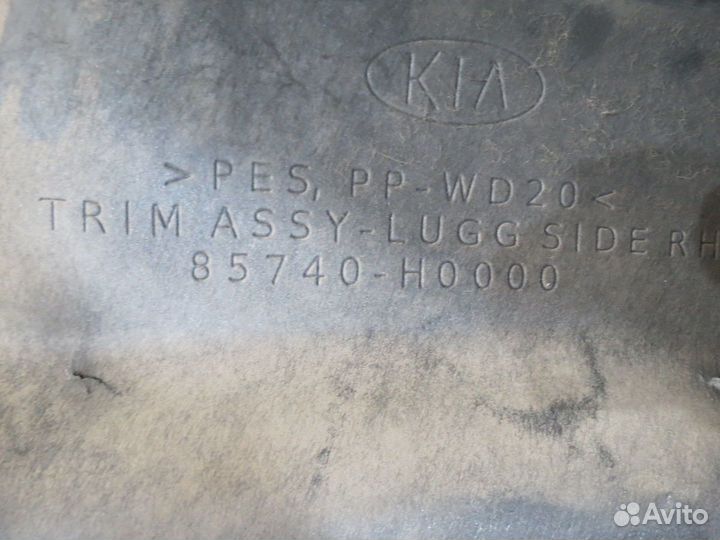 KIA
>PES, PP-WD20<
TRIM ASSY-LUGG SIDE RH
85740-H0000
Avito